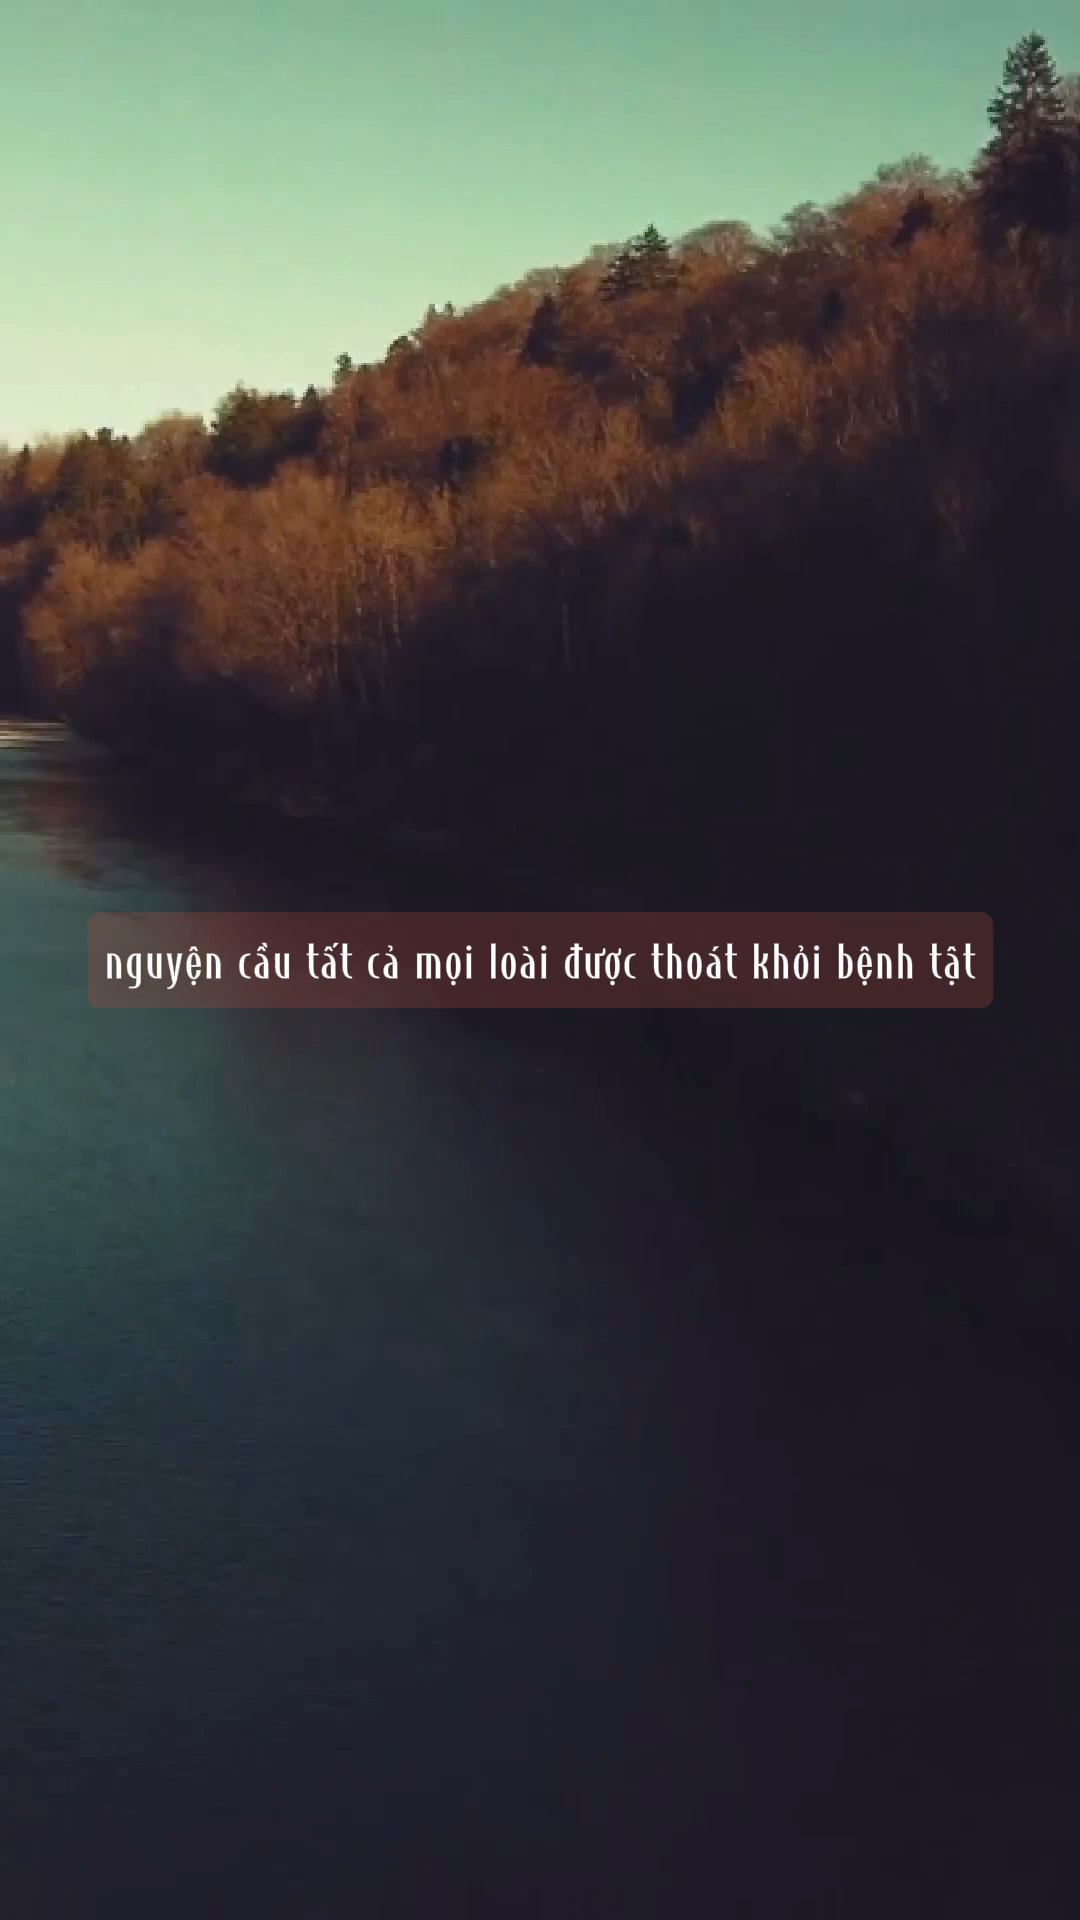 nguyện cầu tất cả mọi loài được thoát khỏi bệnh tật